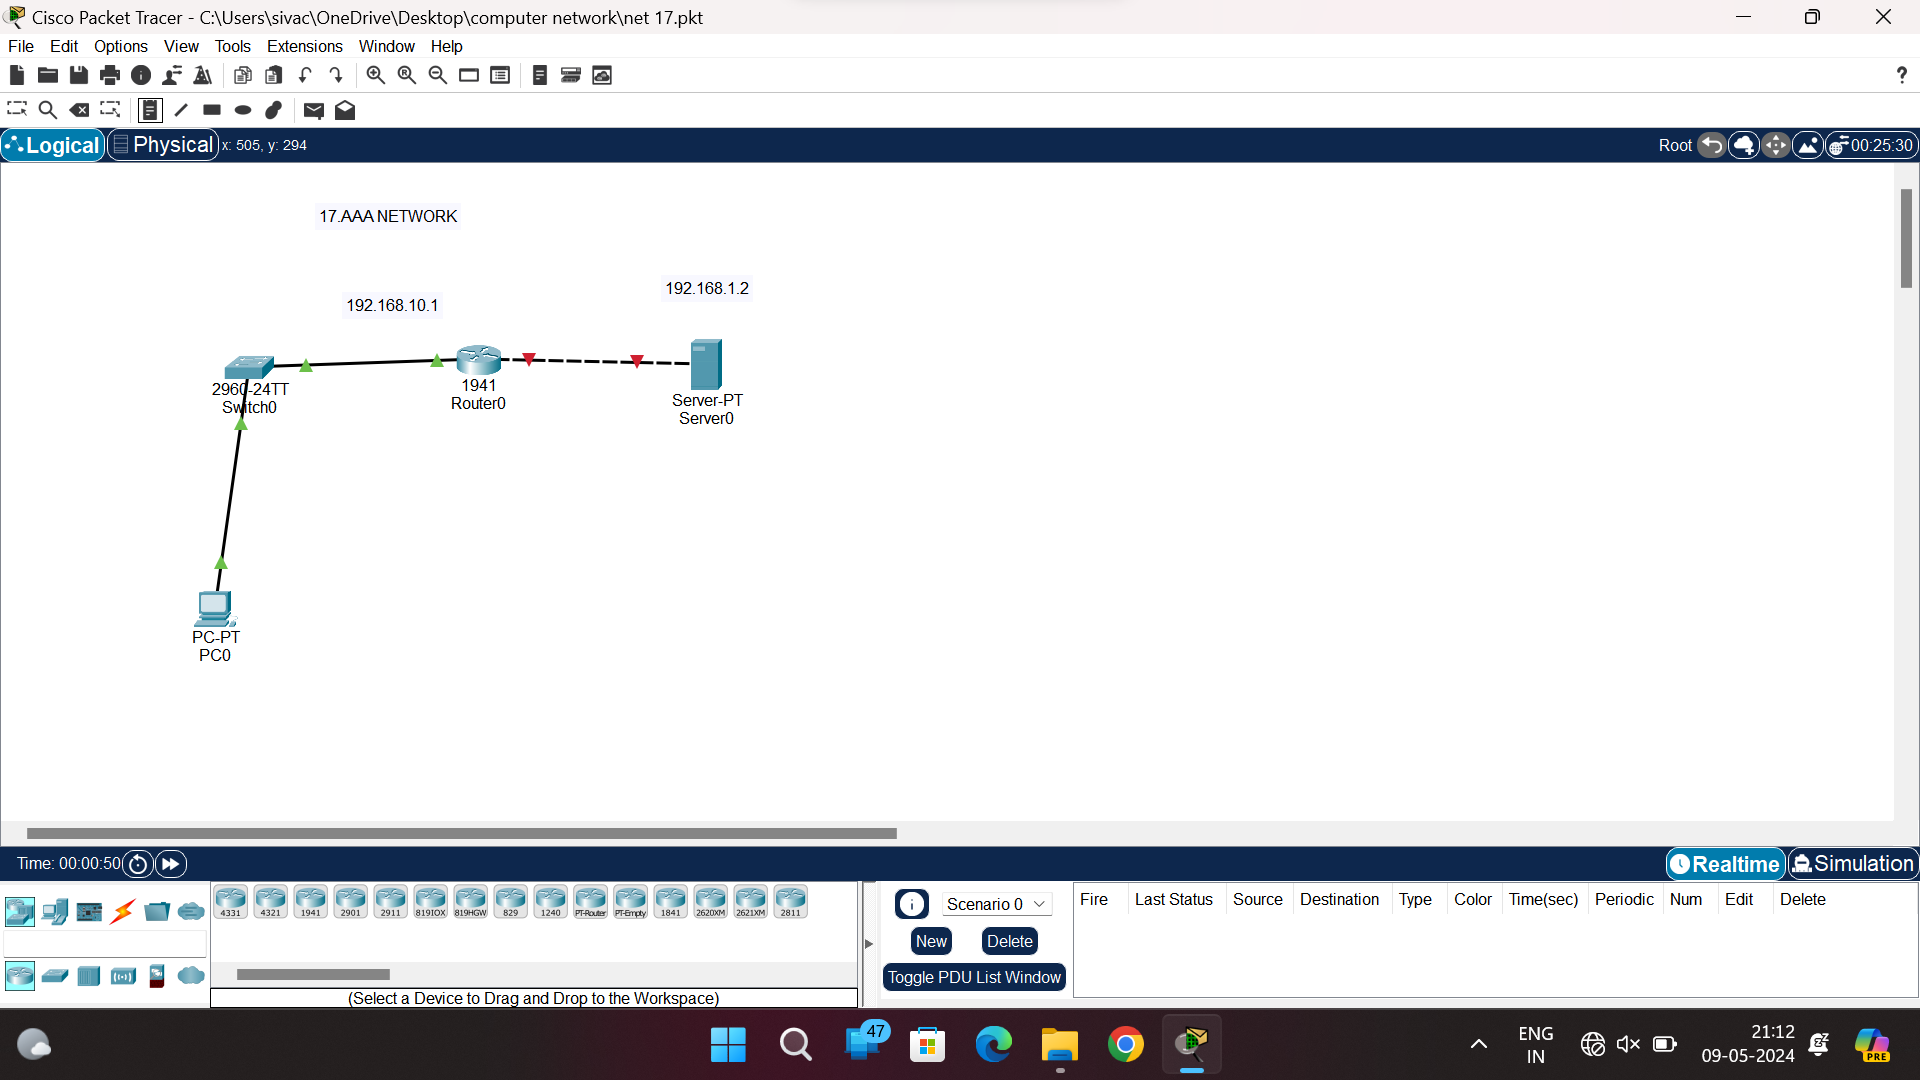 Cisco Packet Tracer - C:\Users\sivac\OneDrive\Desktop\computer network\net 17.pkt
File Edit Options View Tools Extensions Window Help
?
Logical Physical x: 505, y: 294 Root 00:25:30
17.AAA NETWORK
192.168.1.2
192.168.10.1
2960-24TT
Switch0
1941
Router0
Server-PT
Server0
PC-PT
PC0
Time: 00:00:50 Realtime Simulation
4331 4321 1941 2901 2911 819IOX 819HGW 829 1240 PT-Router PT-Empty 1841 2620XM 2621XM 2811
(Select a Device to Drag and Drop to the Workspace)
Scenario 0
New Delete
Toggle PDU List Window
Fire Last Status Source Destination Type Color Time(sec) Periodic Num Edit Delete
47
ENG
IN
21:12
09-05-2024
PRE